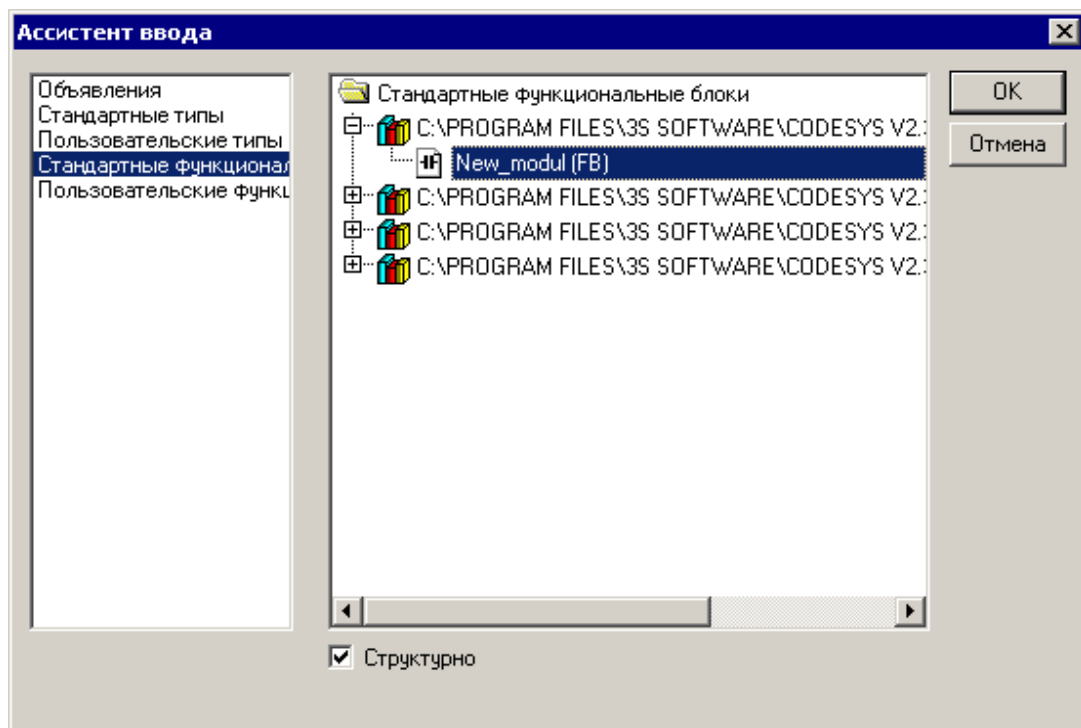 Ассистент ввода
Объявления
Стандартные типы
Пользовательские типы
Стандартные функционал
Пользовательские функц
Стандартные функциональные блоки
C:\PROGRAM FILES\3S SOFTWARE\CODESYS V2.
New_modul (FB)
C:\PROGRAM FILES\3S SOFTWARE\CODESYS V2.
C:\PROGRAM FILES\3S SOFTWARE\CODESYS V2.
C:\PROGRAM FILES\3S SOFTWARE\CODESYS V2.
OK
Отмена
Структурно